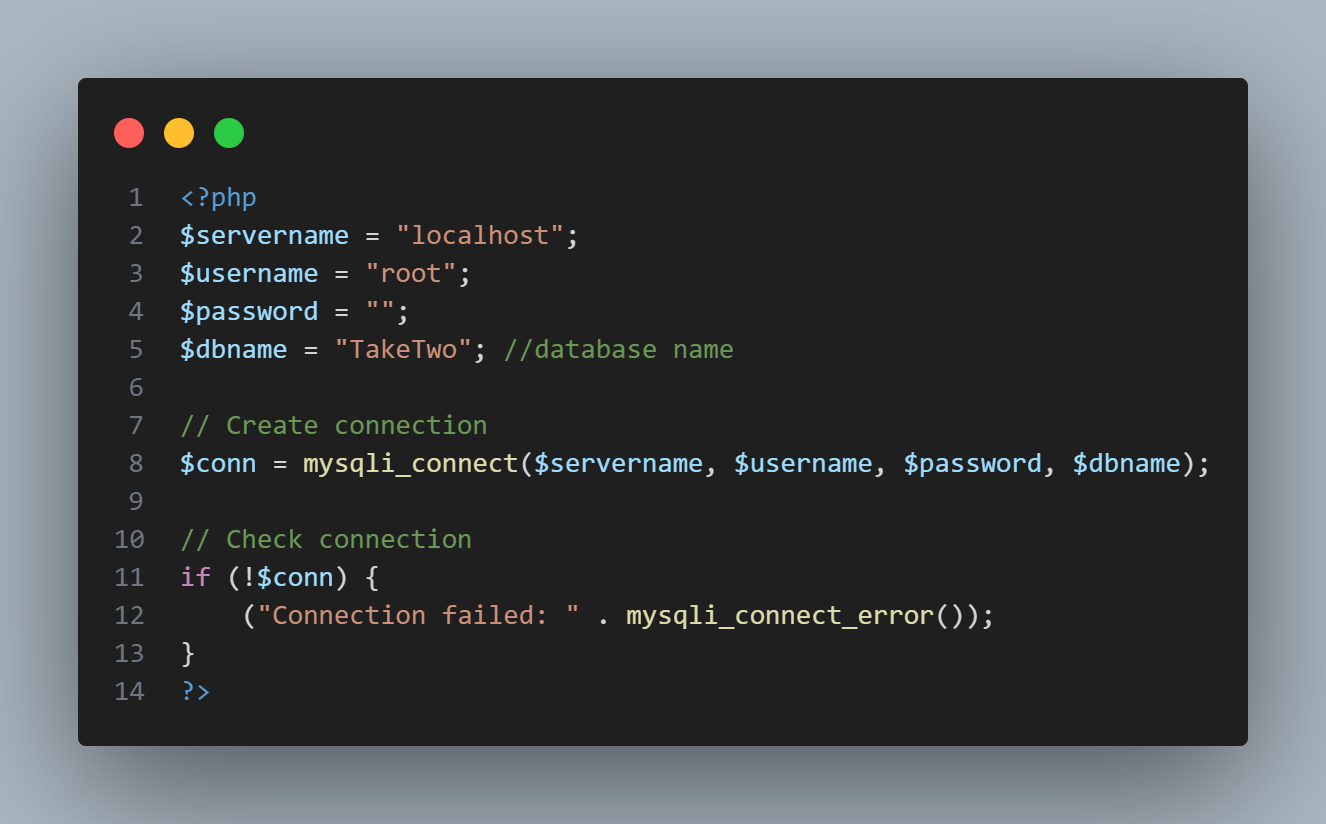 1 <?php
2 $servername = "localhost";
3 $username = "root";
4 $password = "";
5 $dbname = "TakeTwo"; //database name
6
7 // Create connection
8 $conn = mysqli_connect($servername, $username, $password, $dbname);
9
10 // Check connection
11 if (!$conn) {
12     ("Connection failed: " . mysqli_connect_error());
13 }
14 ?>